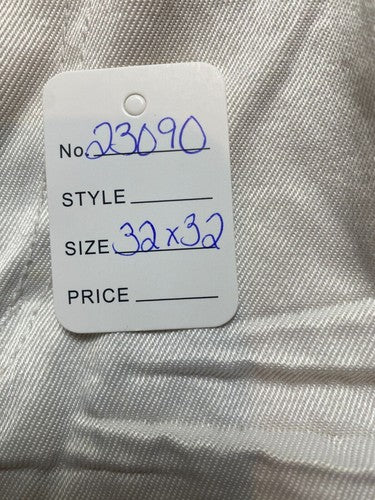 No. 23090
STYLE
SIZE 32x32
PRICE